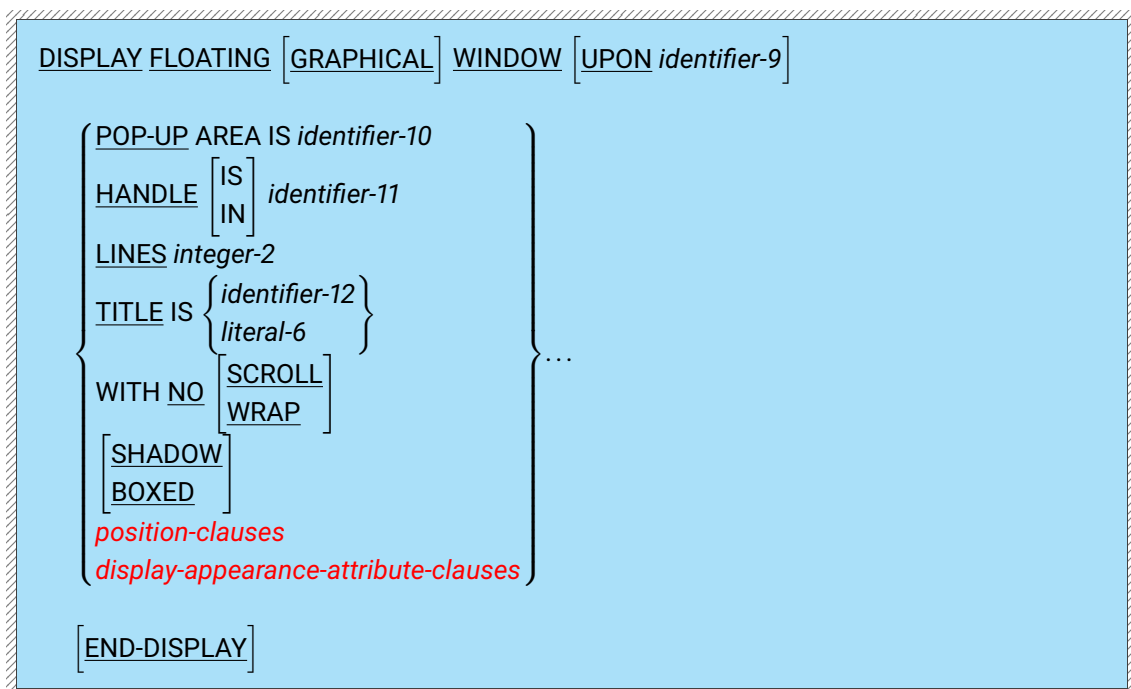 DISPLAY FLOATING [GRAPHICAL] WINDOW [UPON identifier-9]
POP-UP AREA IS identifier-10
HANDLE [IS IN] identifier-11
LINES integer-2
TITLE IS {identifier-12 literal-6}
WITH NO [SCROLL WRAP]
[SHADOW
BOXED]
position-clauses
display-appearance-attribute-clauses
...
[END-DISPLAY]